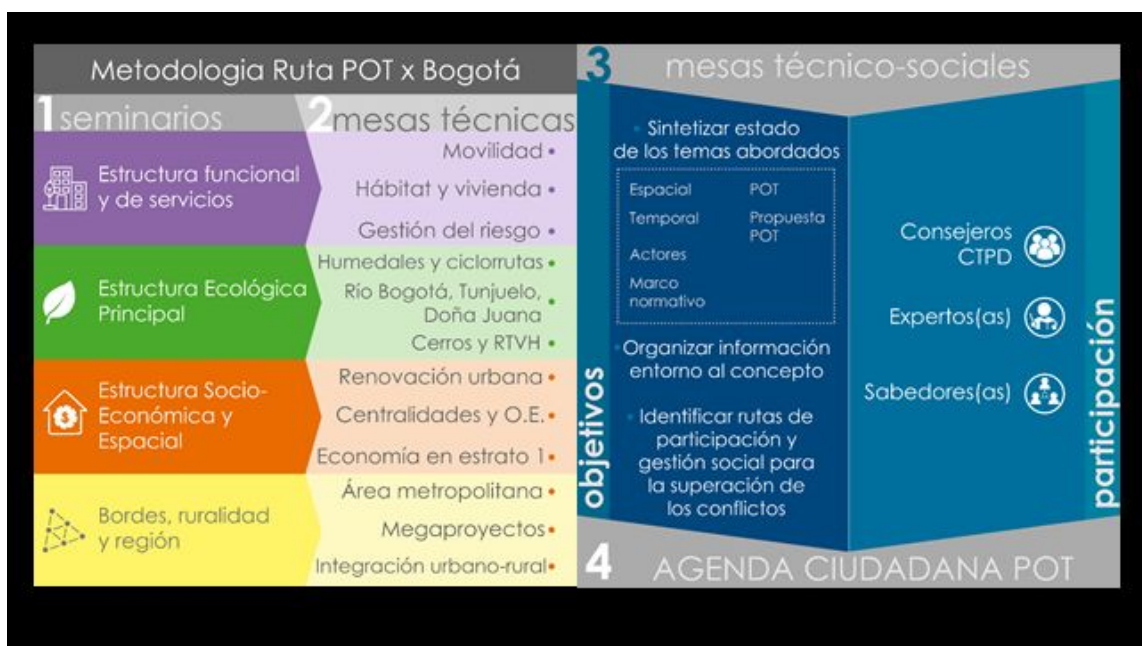 Metodologia Ruta POT x Bogotá
1 seminarios
2 mesas técnicas
Estructura funcional
y de servicios
Movilidad •
Hábitat y vivienda •
Gestión del riesgo •
Estructura Ecológica
Principal
Humedales y ciclorrutas •
Río Bogotá, Tunjuelo, •
Doña Juana
Cerros y RTVH •
Estructura Socio-
Económica y
Espacial
Renovación urbana •
Centralidades y O.E. •
Economía en estrato 1 •
Bordes, ruralidad
y región
Área metropolitana •
Megaproyectos •
Integración urbano-rural •
3 mesas técnico-sociales
objetivos
• Sintetizar estado
de los temas abordados
Espacial
Temporal
Actores
Marco
normativo
POT
Propuesta
POT
• Organizar información
entorno al concepto
• Identificar rutas de
participación y
gestión social para
la superación de
los conflictos
Consejeros
CTPD
Expertos(as)
Sabedores(as)
participación
4 AGENDA CIUDADANA POT